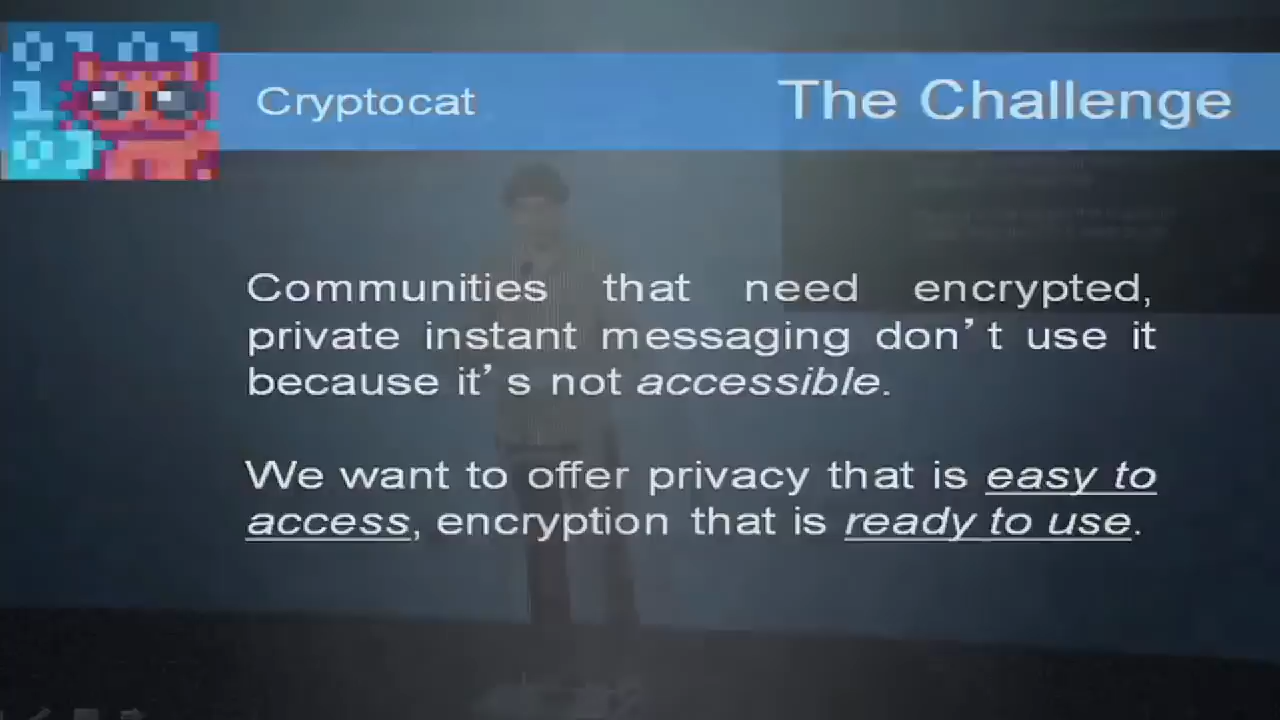 Cryptocat
The Challenge
Communities that need encrypted,
private instant messaging don’t use it
because it’s not accessible.
We want to offer privacy that is easy to
access, encryption that is ready to use.